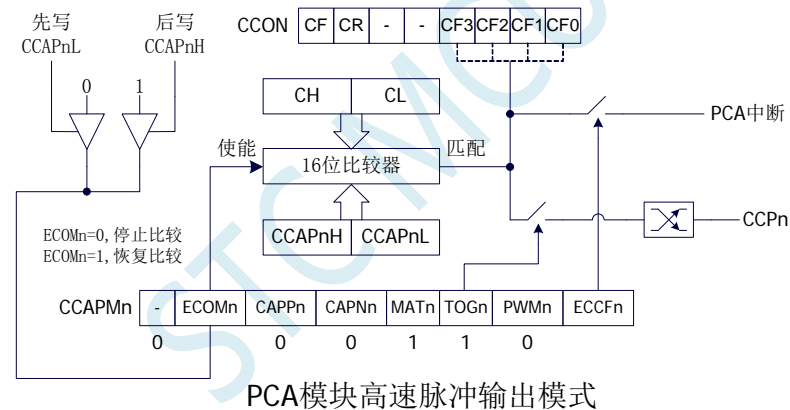 先写
CCAPnL
后写
CCAPnH
CCON CF CR - - CF3 CF2 CF1 CF0
0 1
CH CL
PCA中断
使能
16位比较器
匹配
CCPn
ECOMn=0,停止比较
ECOMn=1,恢复比较
CCAPnH CCAPnL
CCAPMn - ECOMn CAPPn CAPNn MATn TOGn PWMn ECCFn
0 0 0 1 1 0
PCA模块高速脉冲输出模式
STC MCU